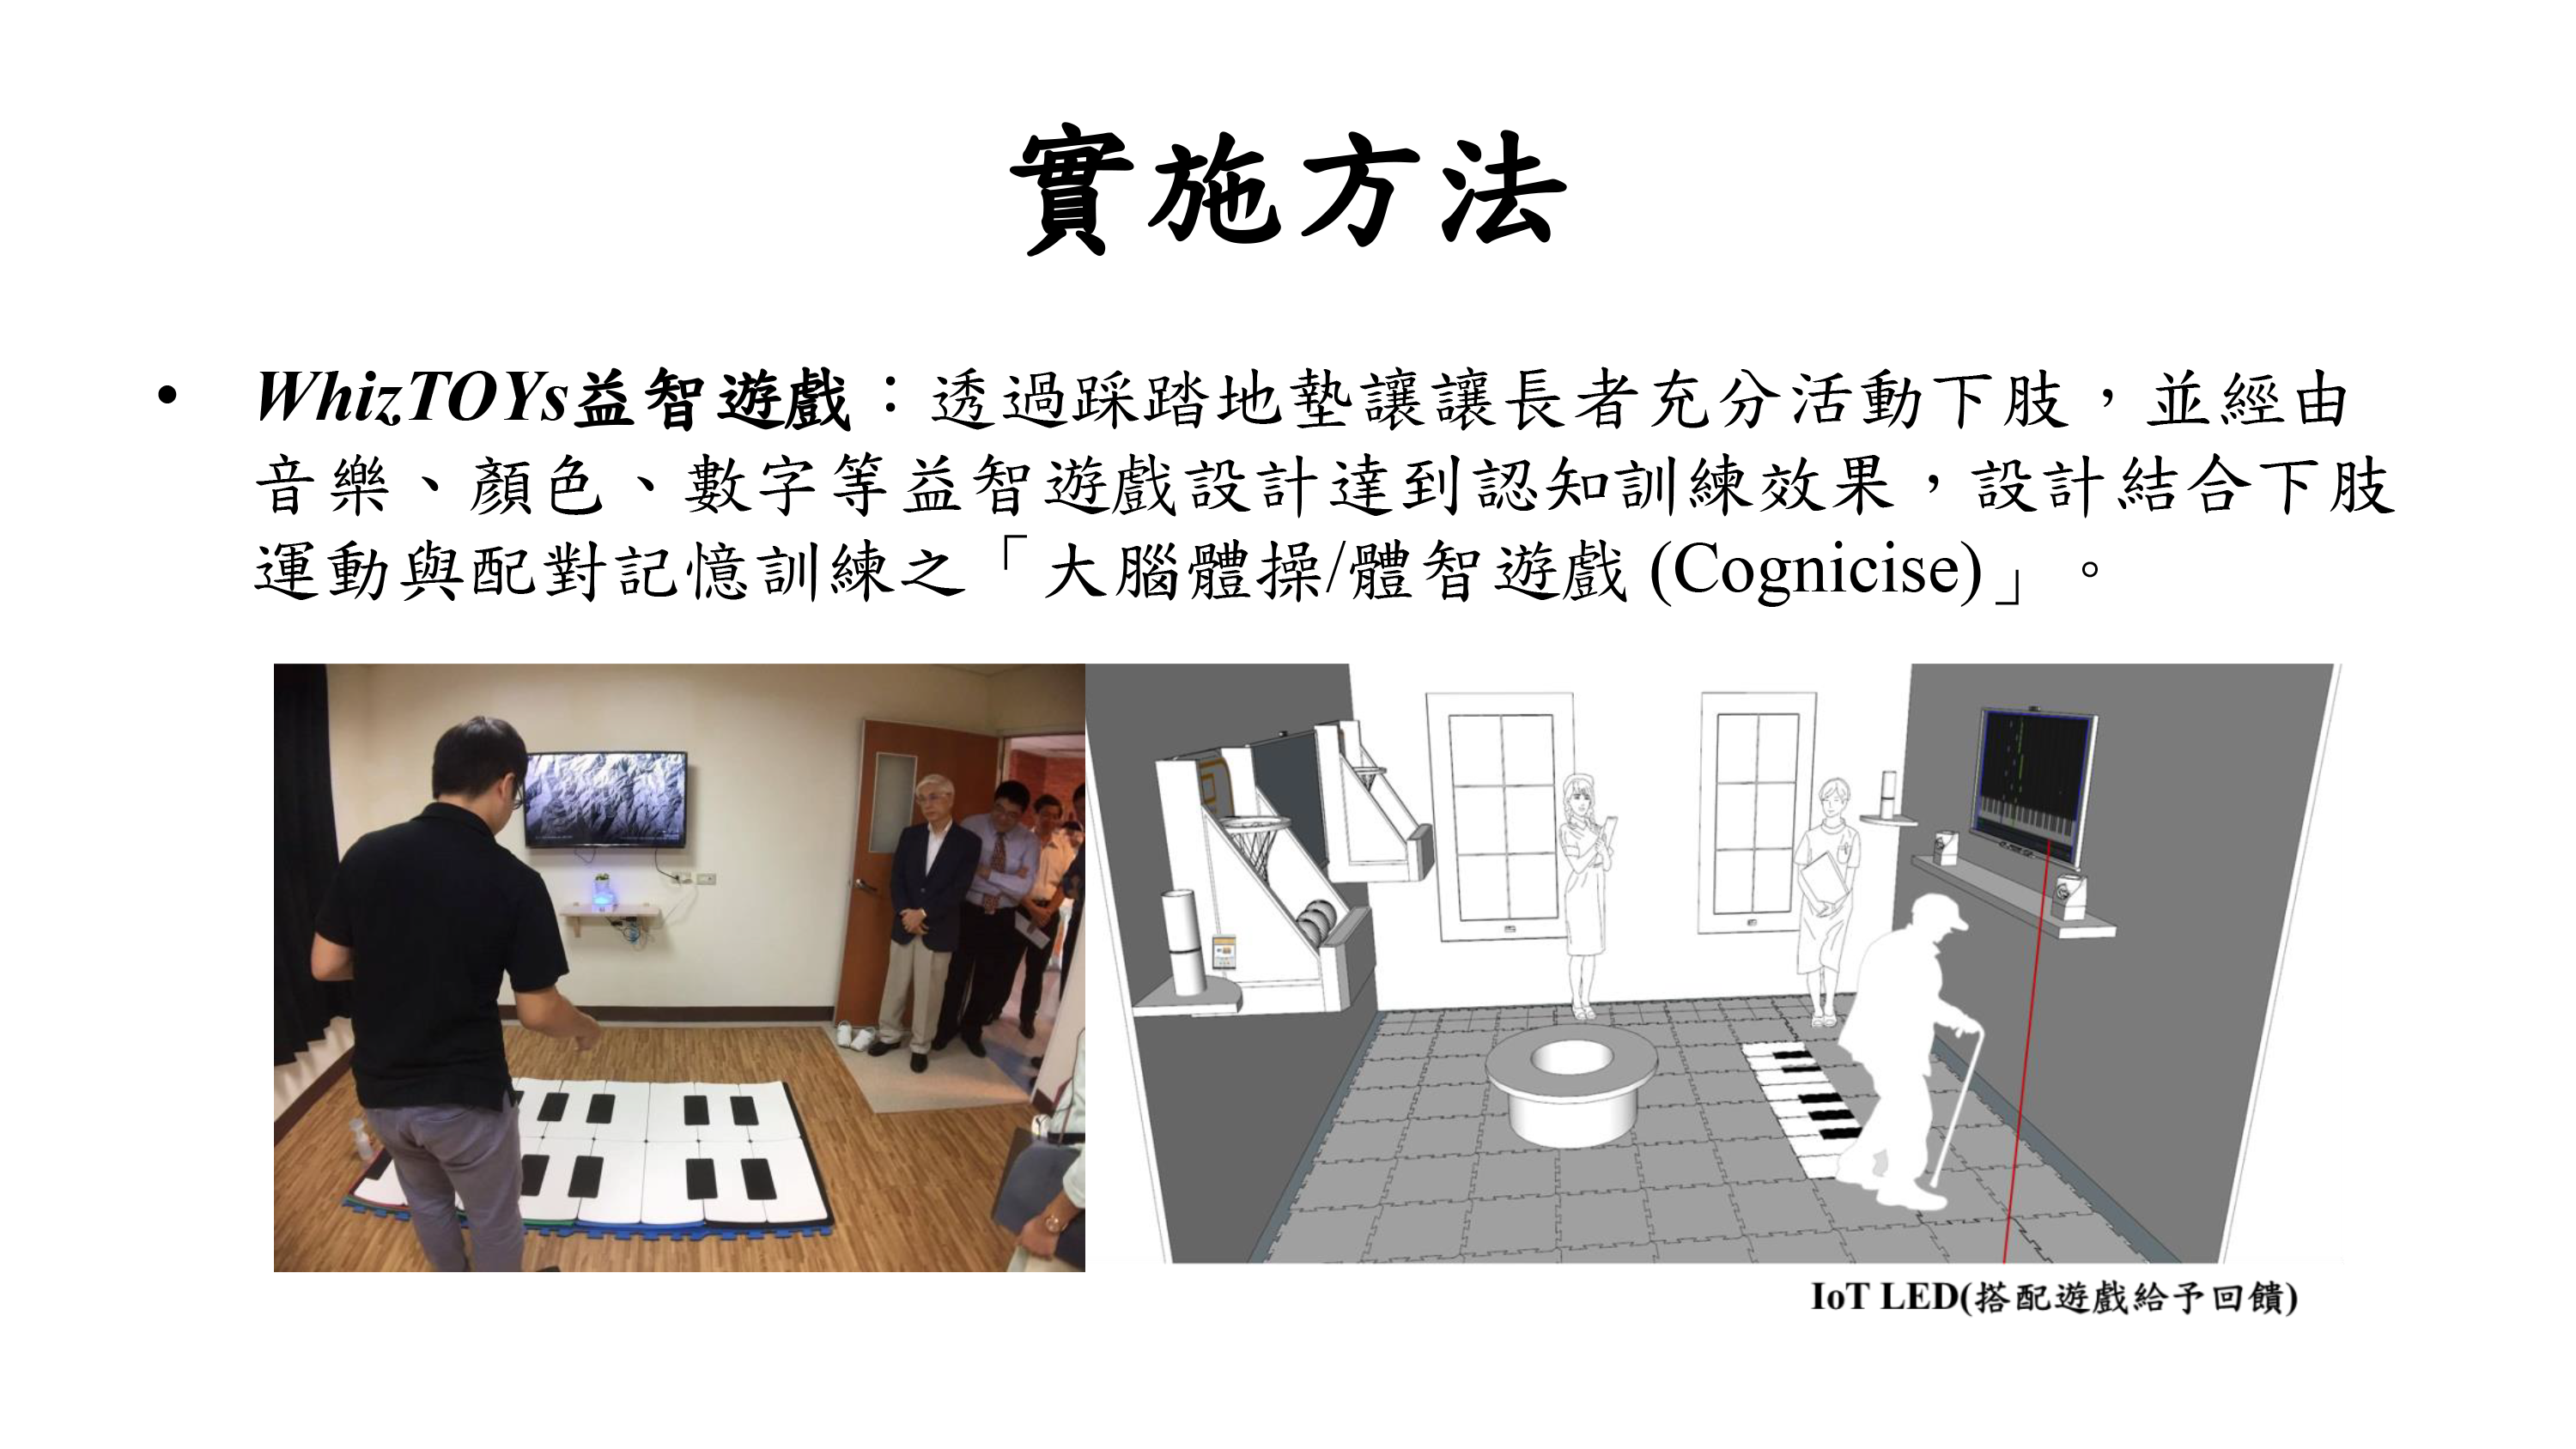 實施方法
• WhizTOYs益智遊戲：透過踩踏地墊讓讓長者充分活動下肢，並經由
音樂、顏色、數字等益智遊戲設計達到認知訓練效果，設計結合下肢
運動與配對記憶訓練之「大腦體操/體智遊戲 (Cognicise)」。
IoT LED(搭配遊戲給予回饋)